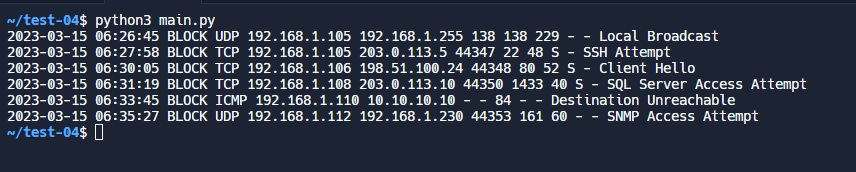 ~/test-04$ python3 main.py
2023-03-15 06:26:45 BLOCK UDP 192.168.1.105 192.168.1.255 138 138 229 - - Local Broadcast
2023-03-15 06:27:58 BLOCK TCP 192.168.1.105 203.0.113.5 44347 22 48 S - SSH Attempt
2023-03-15 06:30:05 BLOCK TCP 192.168.1.106 198.51.100.24 44348 80 52 S - Client Hello
2023-03-15 06:31:19 BLOCK TCP 192.168.1.108 203.0.113.10 44350 1433 40 S - SQL Server Access Attempt
2023-03-15 06:33:45 BLOCK ICMP 192.168.1.110 10.10.10.10 - - 84 - - Destination Unreachable
2023-03-15 06:35:27 BLOCK UDP 192.168.1.112 192.168.1.230 44353 161 60 - - SNMP Access Attempt
~/test-04$